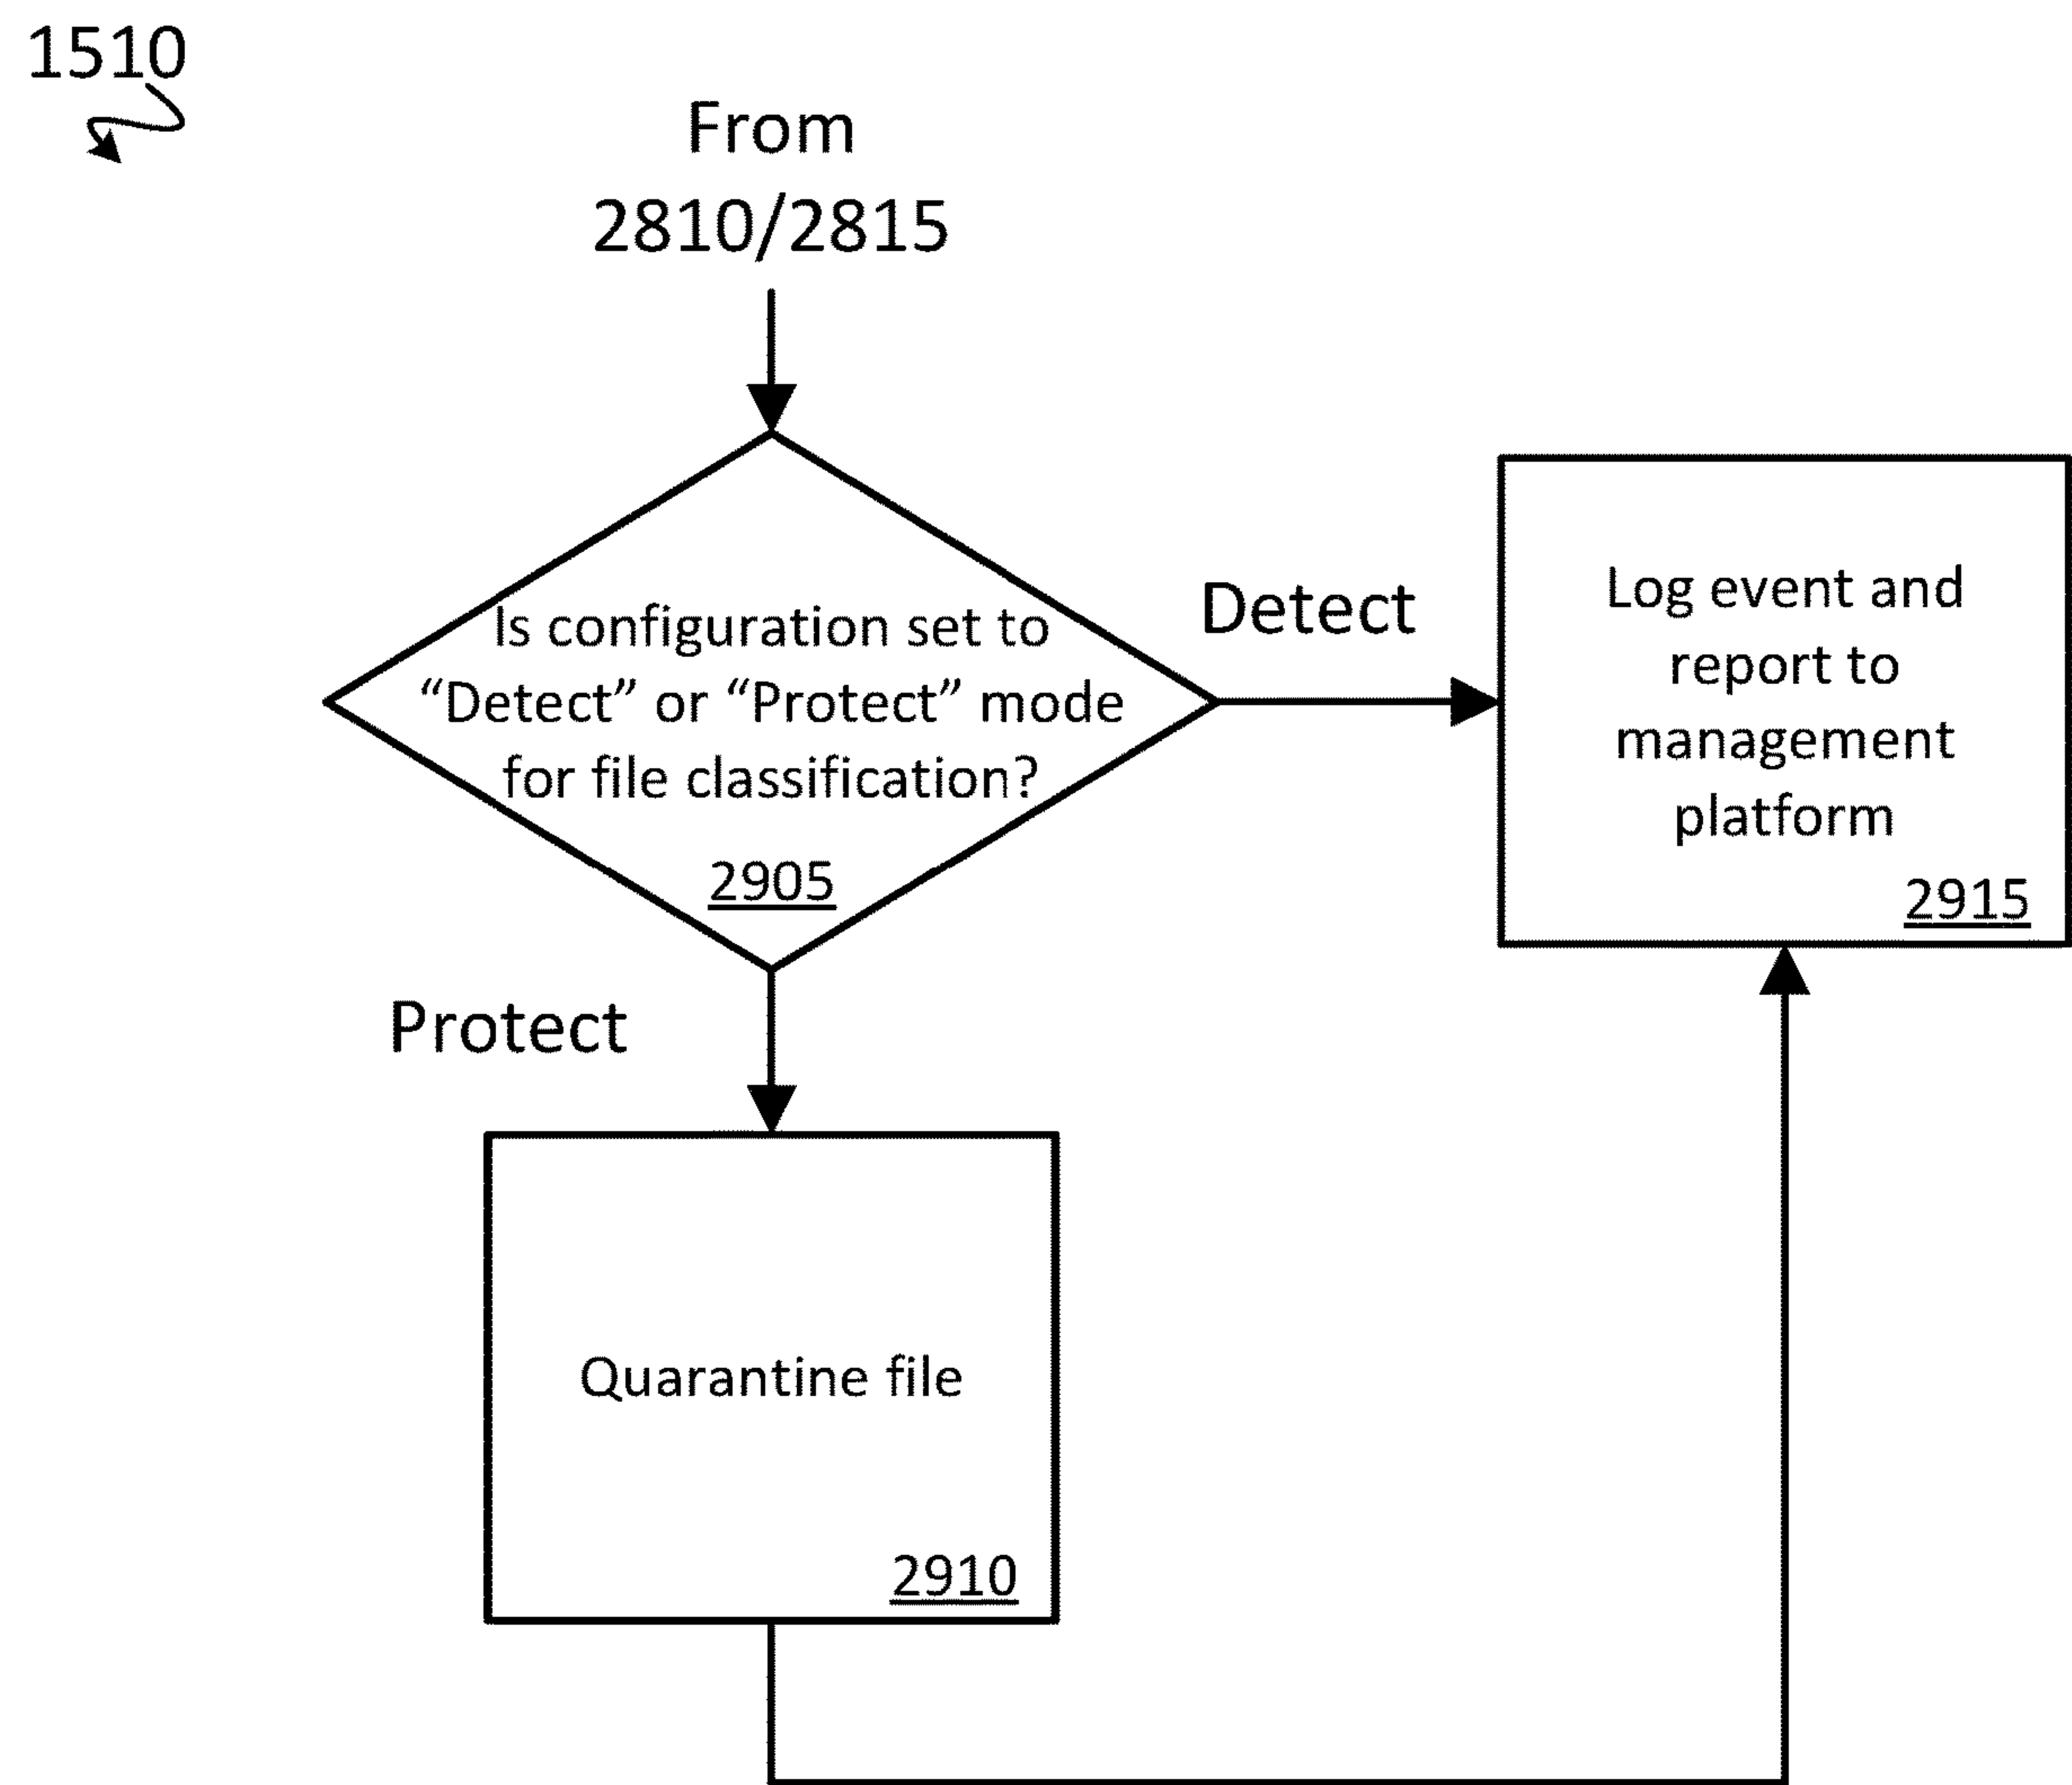 1510
From
2810/2815
Is configuration set to
“Detect” or “Protect” mode
for file classification?
2905
Detect
Log event and
report to
management
platform
2915
Protect
Quarantine file
2910